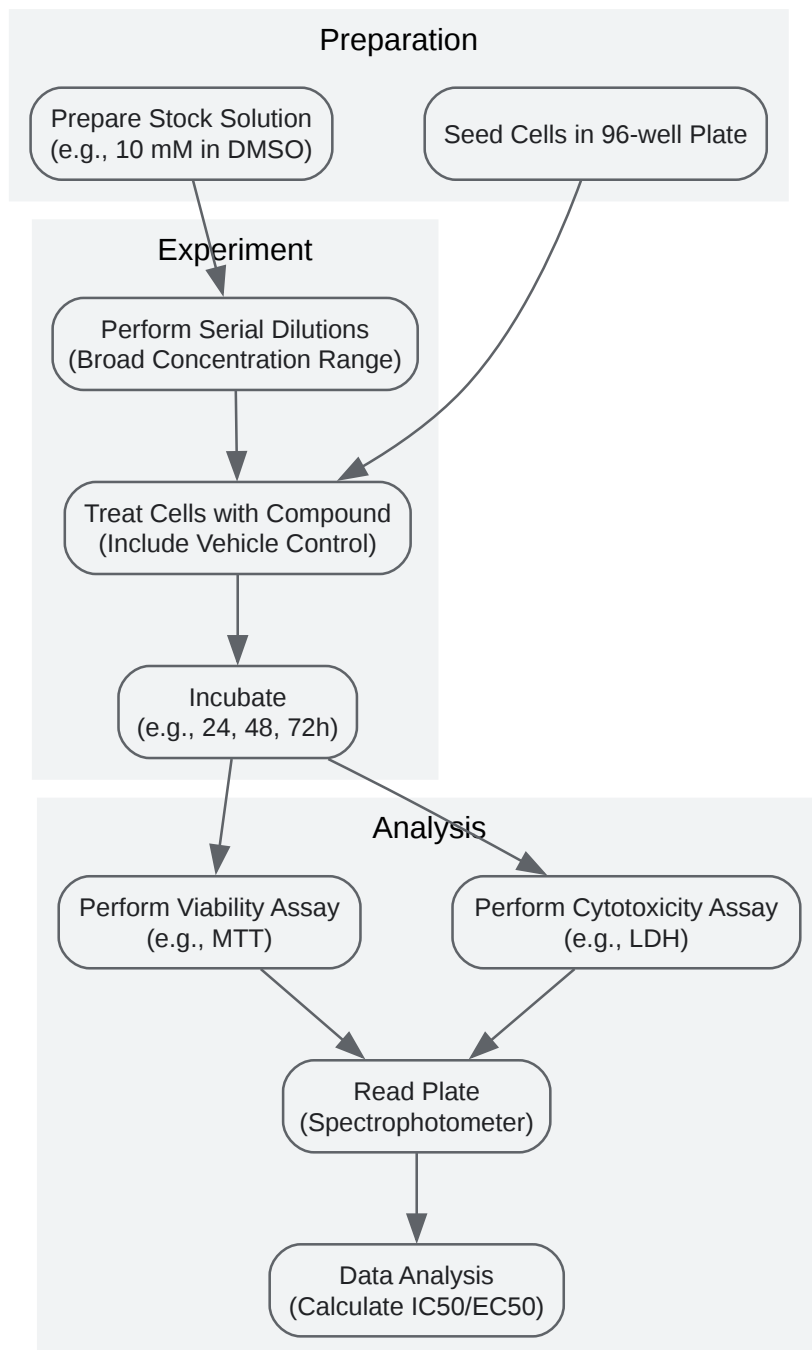 Preparation
Prepare Stock Solution
(e.g., 10 mM in DMSO)
Seed Cells in 96-well Plate
Experiment
Perform Serial Dilutions
(Broad Concentration Range)
Treat Cells with Compound
(Include Vehicle Control)
Incubate
(e.g., 24, 48, 72h)
Analysis
Perform Viability Assay
(e.g., MTT)
Perform Cytotoxicity Assay
(e.g., LDH)
Read Plate
(Spectrophotometer)
Data Analysis
(Calculate IC50/EC50)